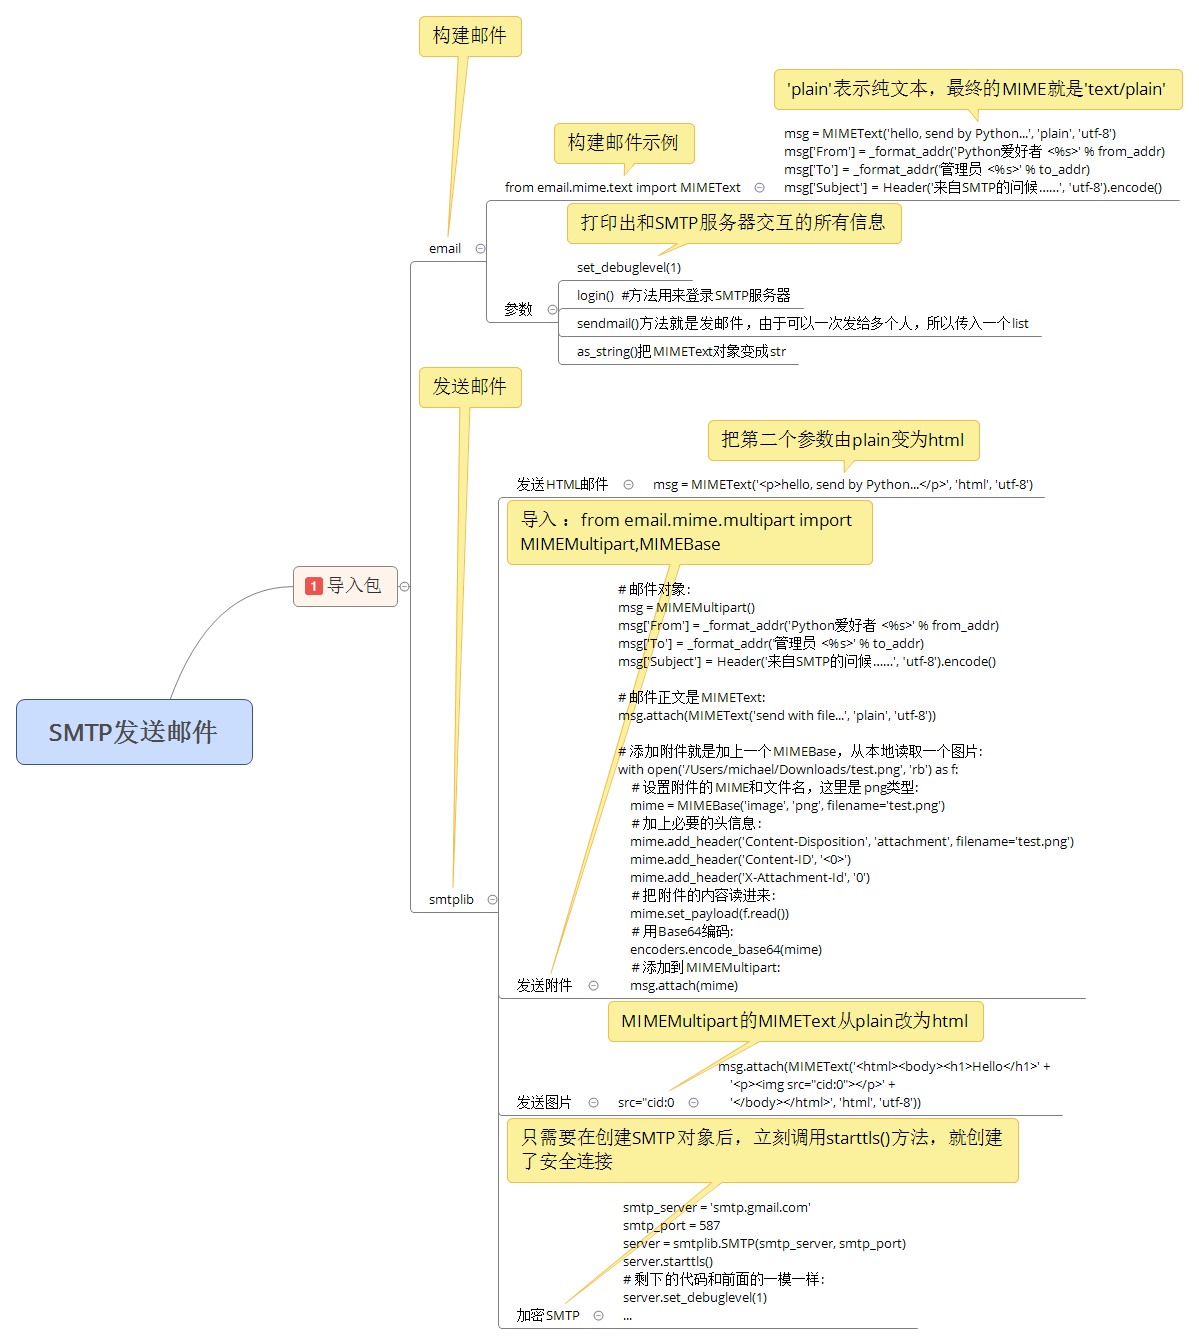 构建邮件
'plain'表示纯文本，最终的MIME就是'text/plain'
构建邮件示例
from email.mime.text import MIMEText
msg = MIMEText('hello, send by Python...', 'plain', 'utf-8')
msg['From'] = _format_addr('Python爱好者 <%s>' % from_addr)
msg['To'] = _format_addr('管理员 <%s>' % to_addr)
msg['Subject'] = Header('来自SMTP的问候……', 'utf-8').encode()
email
打印出和SMTP服务器交互的所有信息
set_debuglevel(1)
参数
login() #方法用来登录SMTP服务器
sendmail()方法就是发邮件，由于可以一次发给多个人，所以传入一个list
as_string()把MIMEText对象变成str
发送邮件
把第二个参数由plain变为html
发送HTML邮件
msg = MIMEText('<p>hello, send by Python...</p>', 'html', 'utf-8')
导入：from email.mime.multipart import
MIMEMultipart,MIMEBase
1 导入包
# 邮件对象:
msg = MIMEMultipart()
msg['From'] = _format_addr('Python爱好者 <%s>' % from_addr)
msg['To'] = _format_addr('管理员 <%s>' % to_addr)
msg['Subject'] = Header('来自SMTP的问候……', 'utf-8').encode()
# 邮件正文是MIMEText:
msg.attach(MIMEText('send with file...', 'plain', 'utf-8'))
SMTP发送邮件
# 添加附件就是加上一个MIMEBase，从本地读取一个图片:
with open('/Users/michael/Downloads/test.png', 'rb') as f:
# 设置附件的MIME和文件名，这里是png类型:
mime = MIMEBase('image', 'png', filename='test.png')
# 加上必要的头信息:
mime.add_header('Content-Disposition', 'attachment', filename='test.png')
mime.add_header('Content-ID', '<0>')
mime.add_header('X-Attachment-Id', '0')
# 把附件的内容读进来:
mime.set_payload(f.read())
# 用Base64编码:
encoders.encode_base64(mime)
# 添加到MIMEMultipart:
msg.attach(mime)
smtplib
发送附件
MIMEMultipart的MIMEText从plain改为html
发送图片
src="cid:0
msg.attach(MIMEText('<html><body><h1>Hello</h1>' +
'<p><img src="cid:0"></p>' +
'</body></html>', 'html', 'utf-8'))
只需要在创建SMTP对象后，立刻调用starttls()方法，就创建
了安全连接
smtp_server = 'smtp.gmail.com'
smtp_port = 587
server = smtplib.SMTP(smtp_server, smtp_port)
server.starttls()
# 剩下的代码和前面的一模一样:
server.set_debuglevel(1)
...
加密SMTP